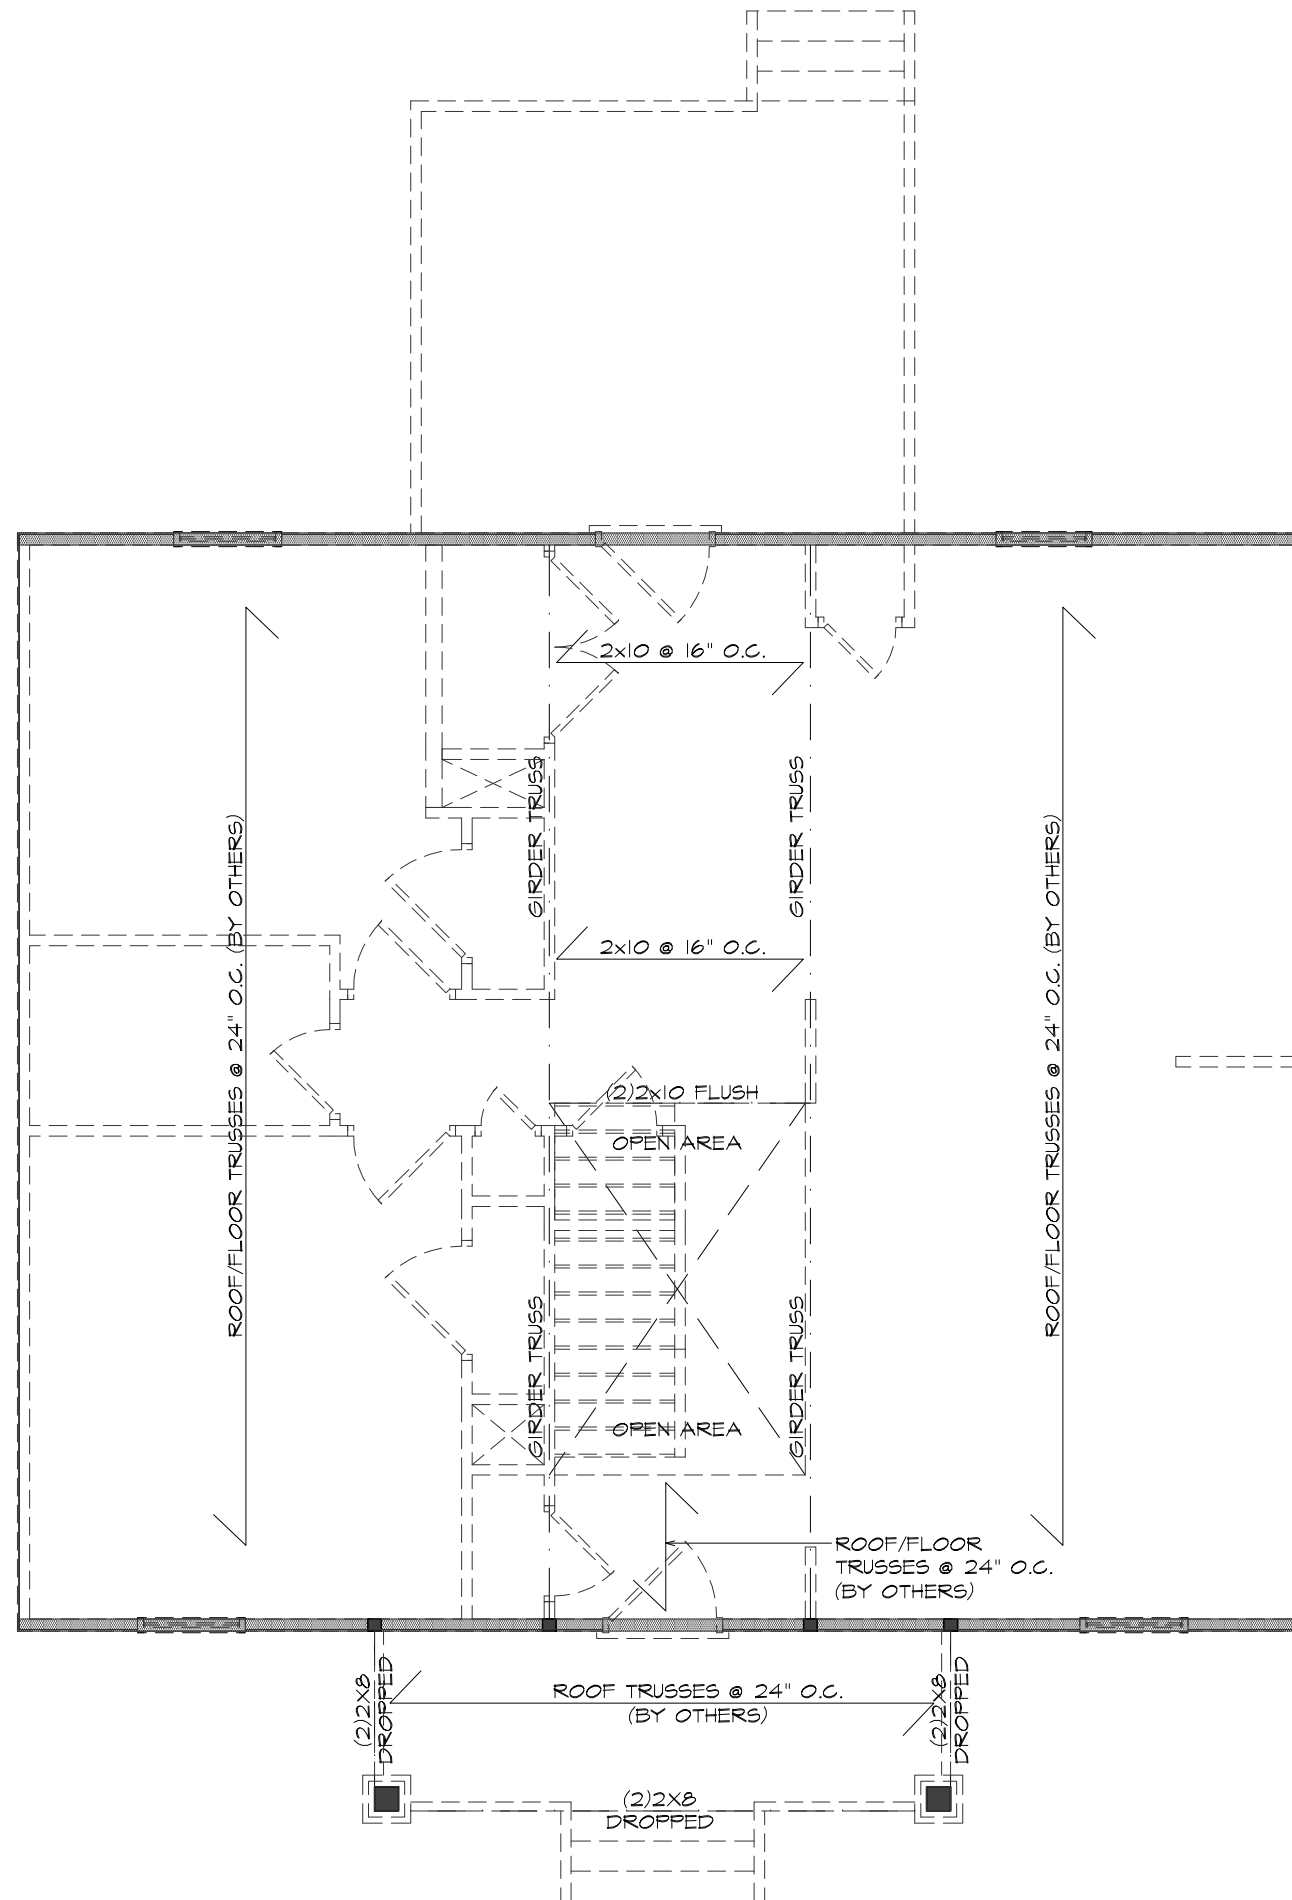 2x10 @ 16" O.C.
GIRDER TRUSS
GIRDER TRUSS
ROOF/FLOOR TRUSSES @ 24" O.C. (BY OTHERS)
ROOF/FLOOR TRUSSES @ 24" O.C. (BY OTHERS)
2x10 @ 16" O.C.
(2)2x10 FLUSH
OPEN AREA
GIRDER TRUSS
GIRDER TRUSS
OPEN AREA
ROOF/FLOOR
TRUSSES @ 24" O.C.
(BY OTHERS)
(2)2X8
DROPPED
ROOF TRUSSES @ 24" O.C.
(BY OTHERS)
(2)2X8
DROPPED
(2)2X8
DROPPED